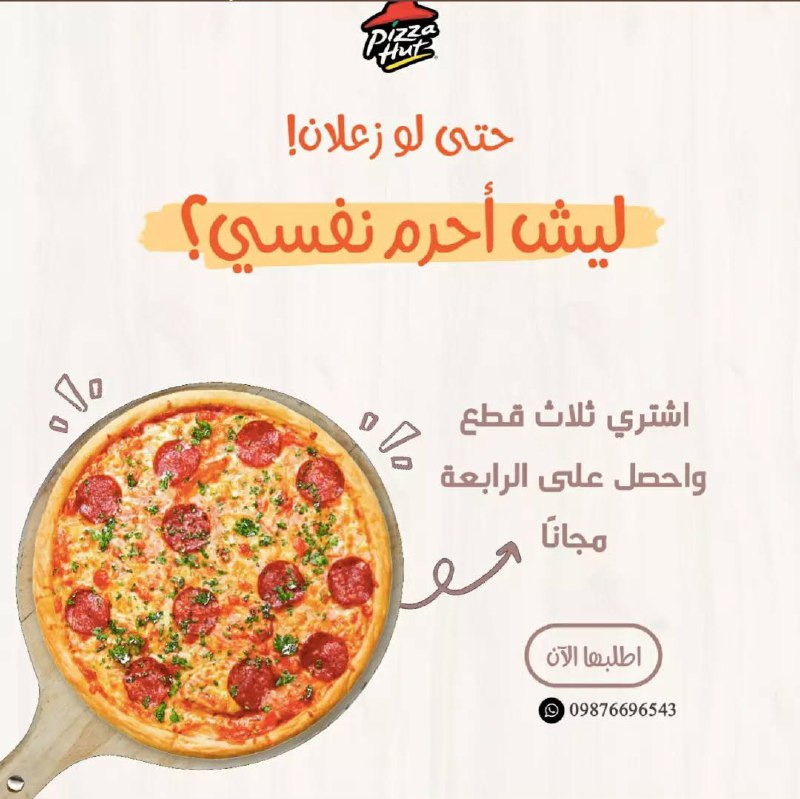 Pizza
Hut
حتى لو زعلان!
ليش أحرم نفسي؟
اشتري ثلاث قطع
واحصل على الرابعة
مجانًا
اطلبها الآن
09876696543